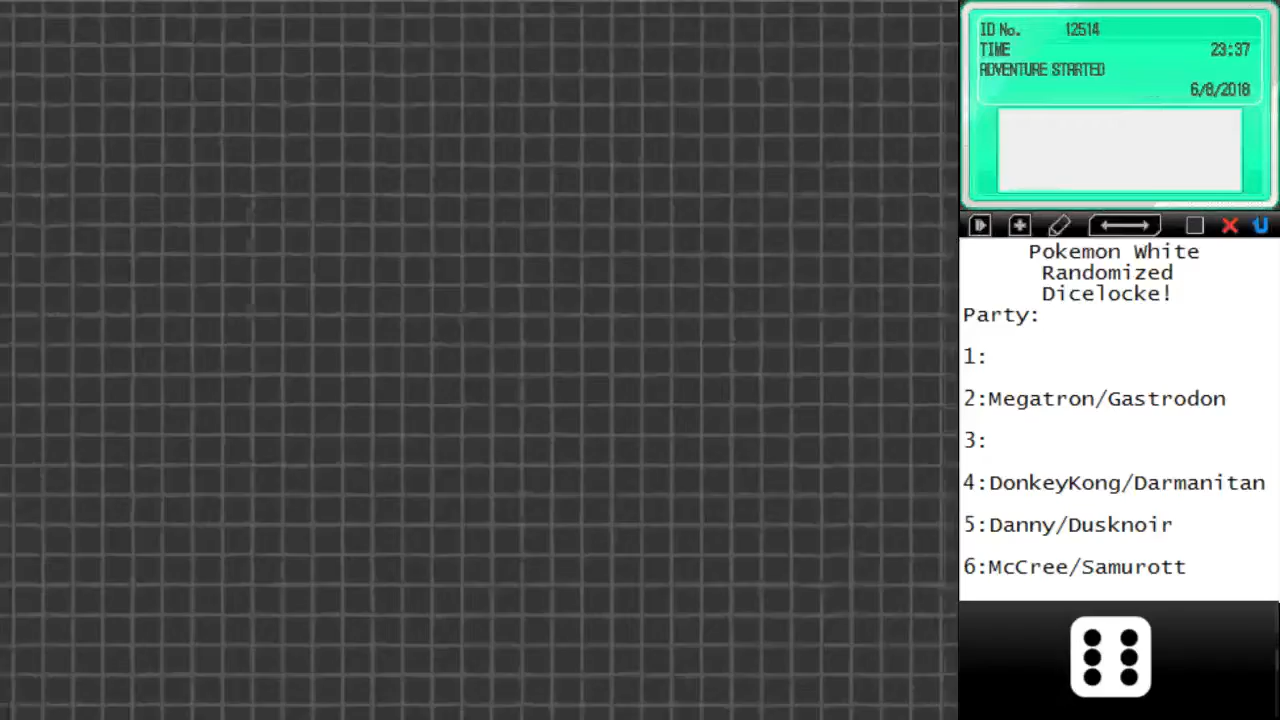 ID No. 12514
TIME 23:37
ADVENTURE STARTED
6/8/2018
Pokemon White
Randomized
Dicelocke!
Party:
1:
2:Megatron/Gastrodon
3:
4:DonkeyKong/Darmanitan
5:Danny/Dusknoir
6:McCree/Samurott